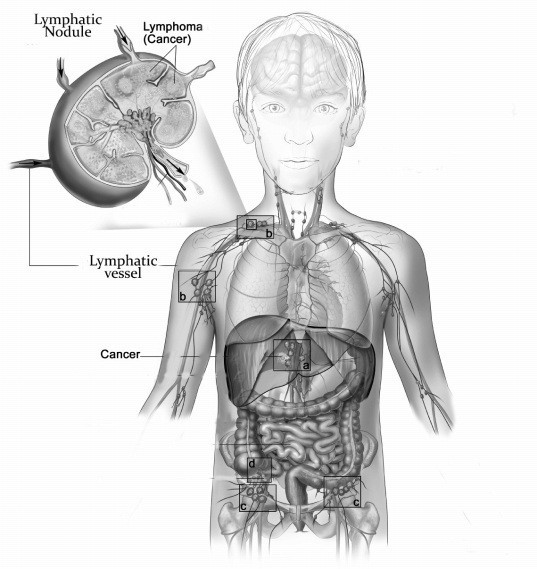 Lymphatic
Nodule
Lymphoma
(Cancer)
b
Lymphatic
vessel
b
Cancer
a
d
c
c